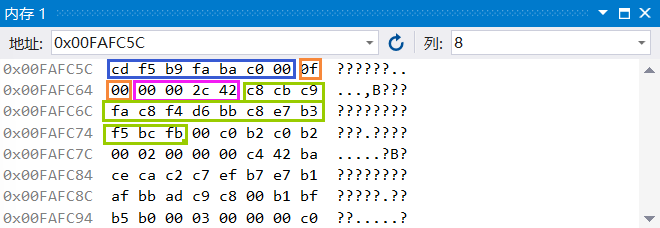 内存 1
地址: 0x00FAFC5C 列: 8
0x00FAFC5C cd f5 b9 fa ba c0 00 0f ??????..
0x00FAFC64 00 00 00 2c 42 c8 cb c9 ...,B???
0x00FAFC6C fa c8 f4 d6 bb c8 e7 b3 ????????
0x00FAFC74 f5 bc fb 00 c0 b2 c0 b2 ???.????
0x00FAFC7C 00 02 00 00 00 c4 42 ba .....?B?
0x00FAFC84 ce ca c2 c7 ef b7 e7 b1 ????????
0x00FAFC8C af bb ad c9 c8 00 b1 bf ?????.??
0x00FAFC94 b5 b0 00 03 00 00 00 c0 ??.....?